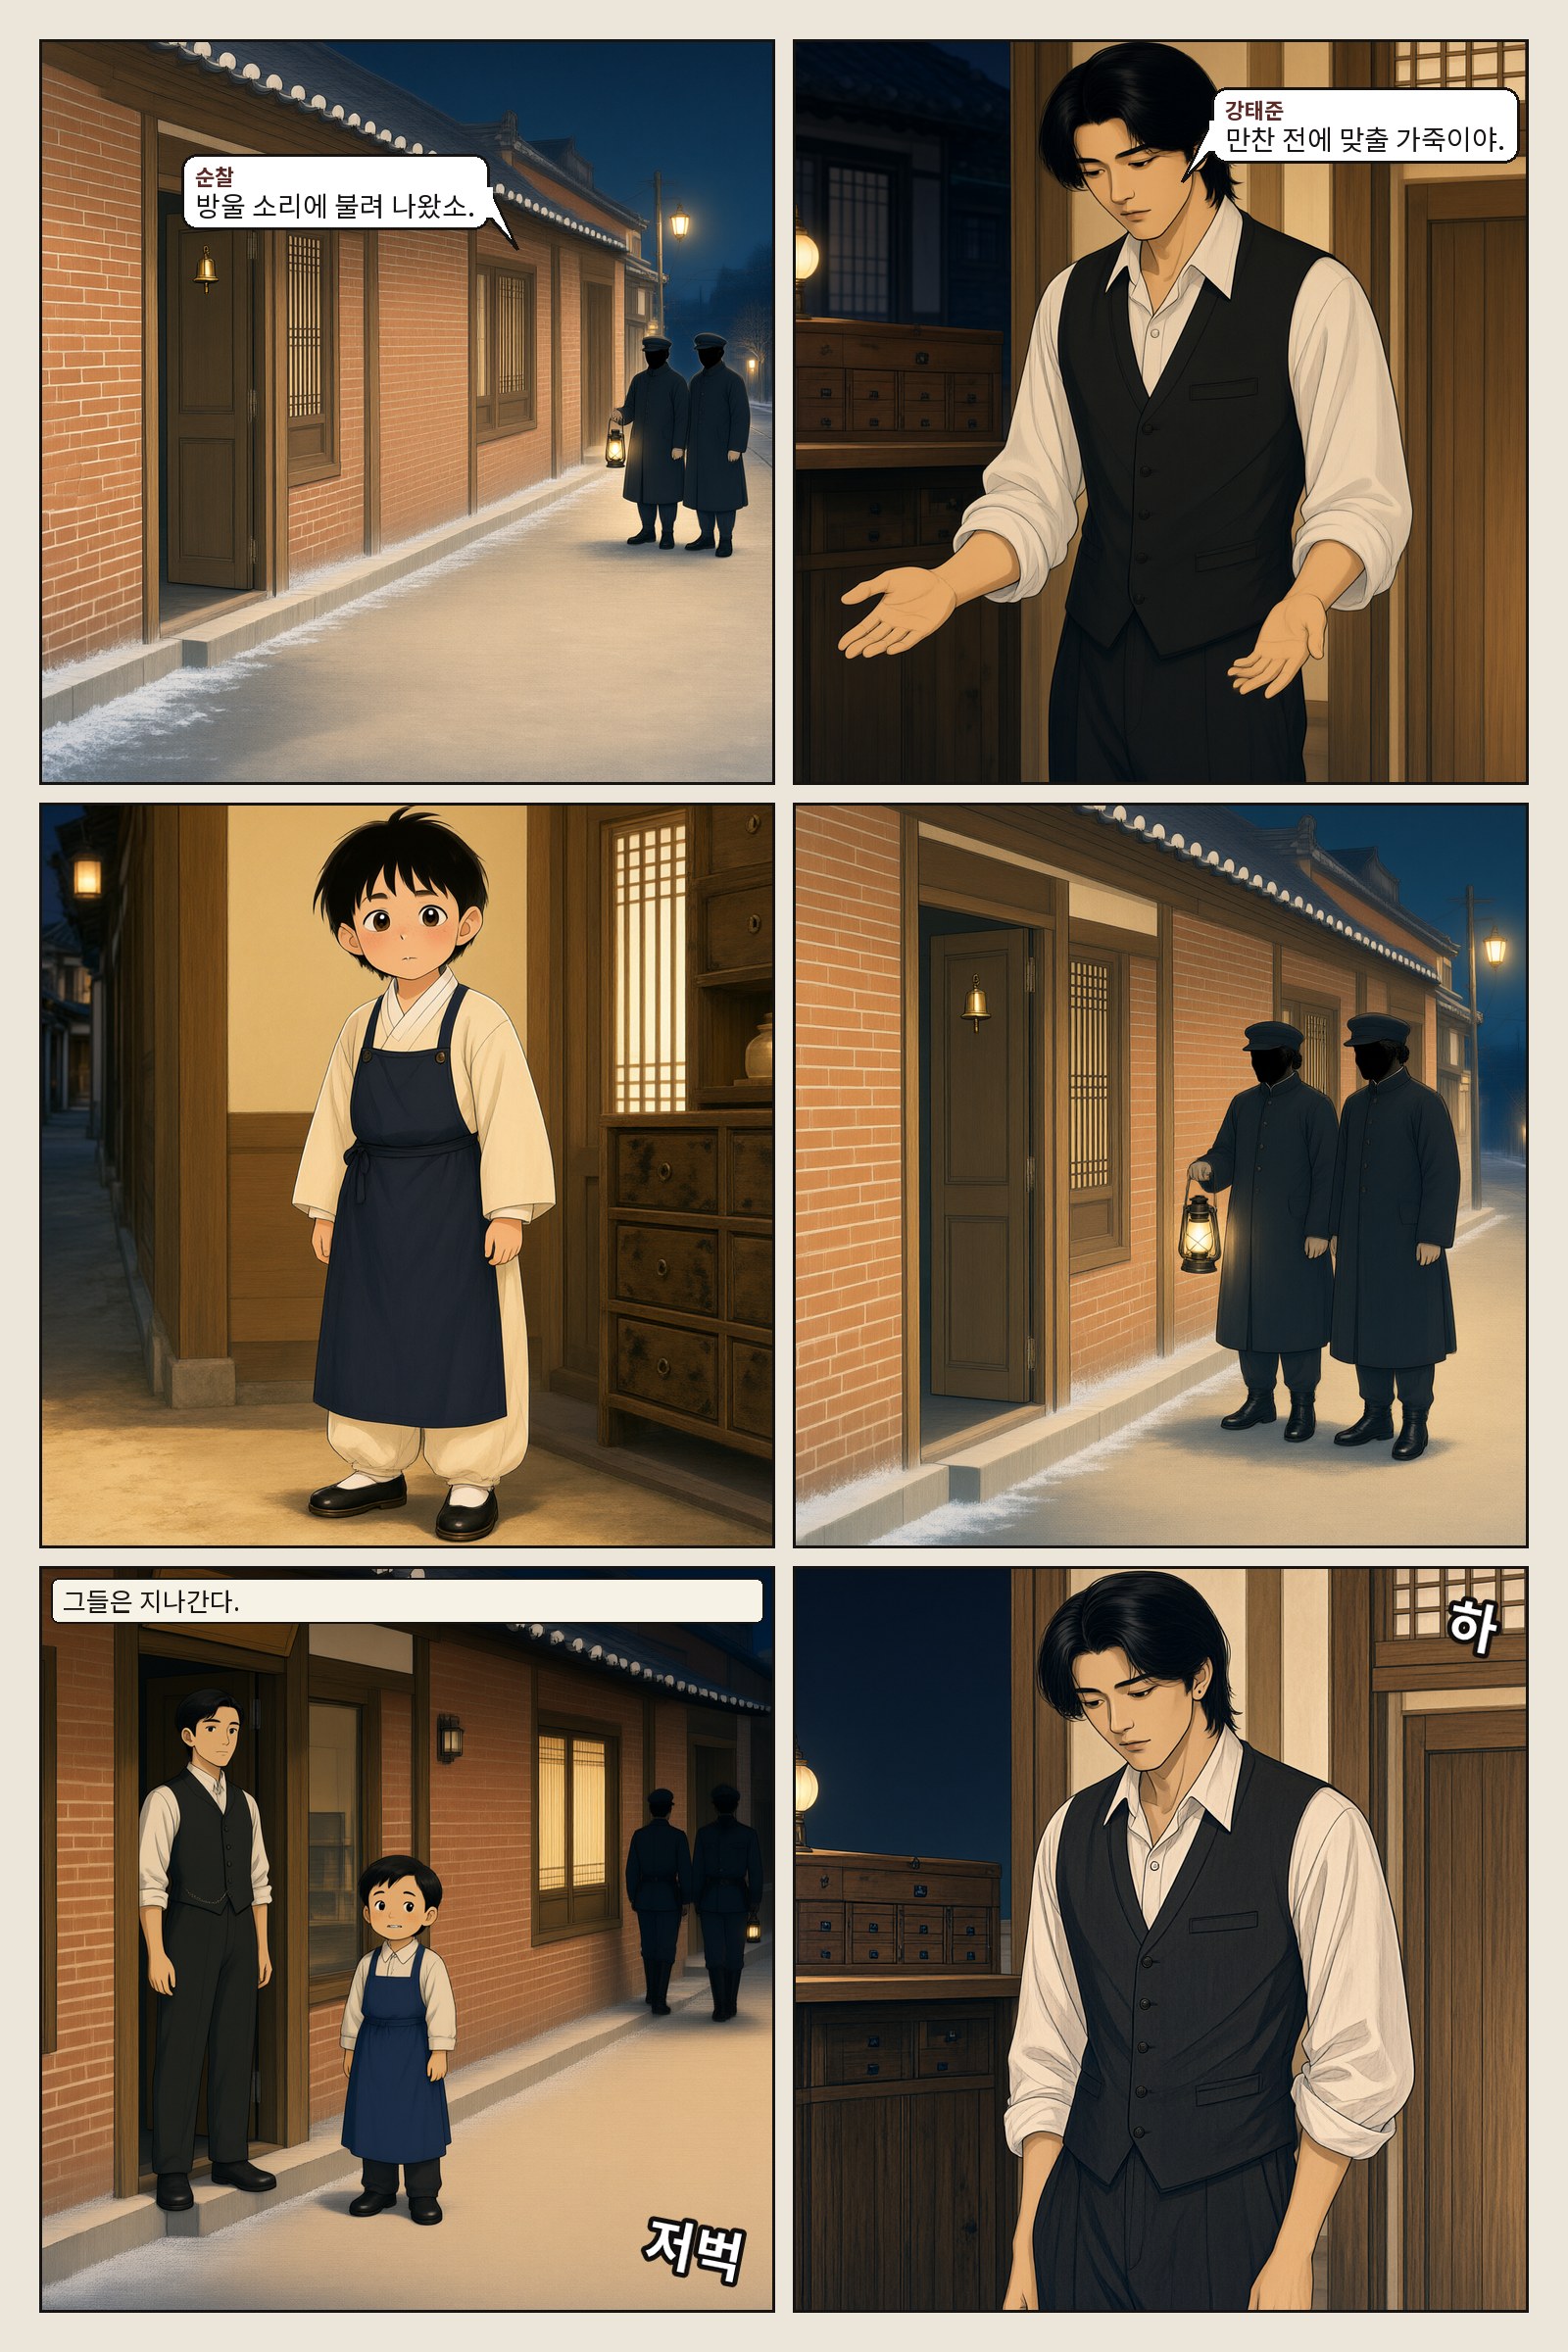 순찰
방울 소리에 불려 나왔소.
강태준
만찬 전에 맞출 가죽이야.
그들은 지나간다.
저벅
하